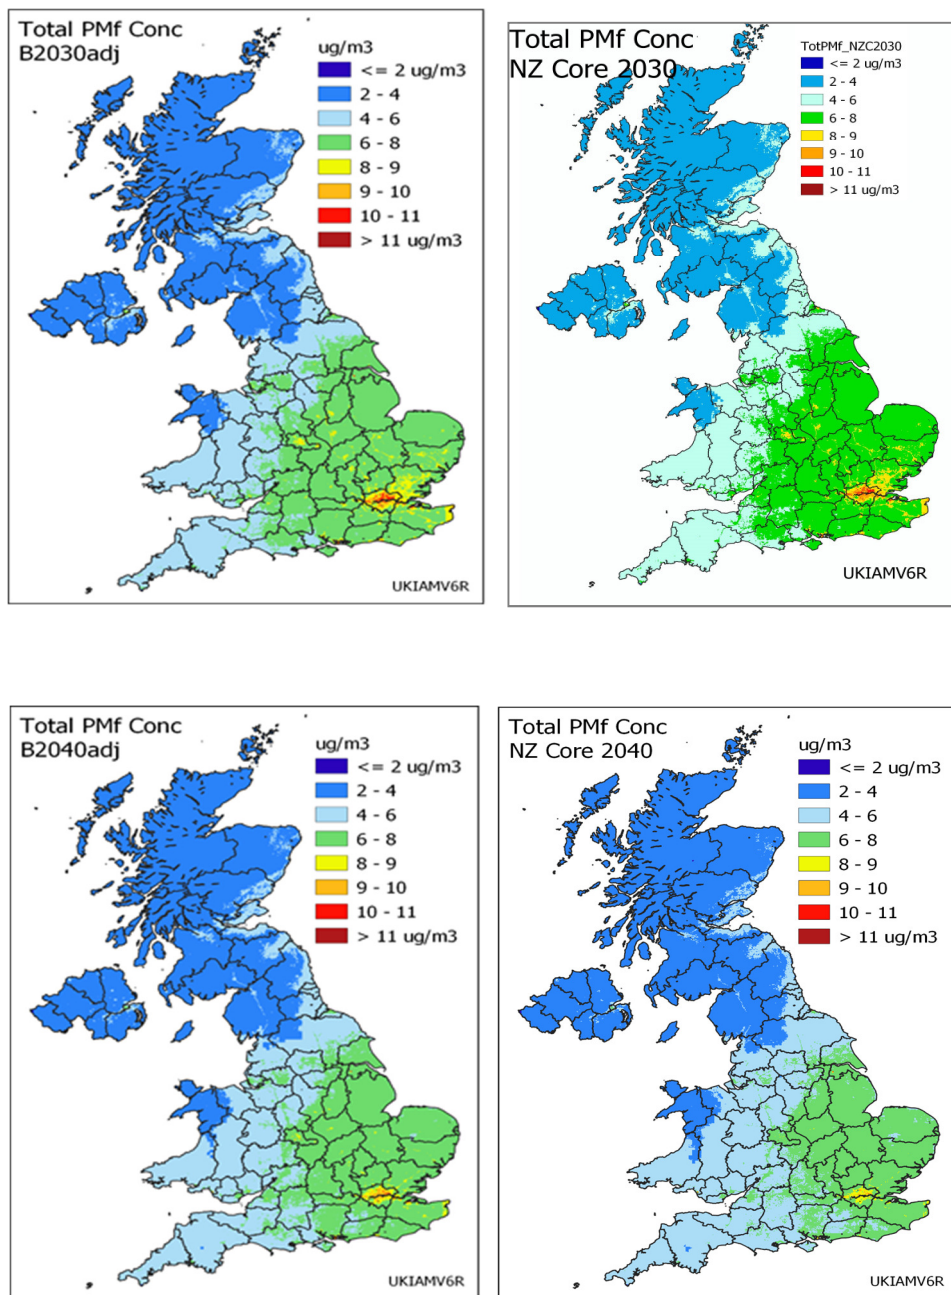 Total PMf Conc
B2030adj
ug/m3
<= 2 ug/m3
2 - 4
4 - 6
6 - 8
8 - 9
9 - 10
10 - 11
> 11 ug/m3
UKIAMV6R
Total PMf Conc
NZ Core 2030
TotPMf_NZC2030
<= 2 ug/m3
2 - 4
4 - 6
6 - 8
8 - 9
9 - 10
10 - 11
> 11 ug/m3
UKIAMV6R
Total PMf Conc
B2040adj
ug/m3
<= 2 ug/m3
2 - 4
4 - 6
6 - 8
8 - 9
9 - 10
10 - 11
> 11 ug/m3
UKIAMV6R
Total PMf Conc
NZ Core 2040
ug/m3
<= 2 ug/m3
2 - 4
4 - 6
6 - 8
8 - 9
9 - 10
10 - 11
> 11 ug/m3
UKIAMV6R